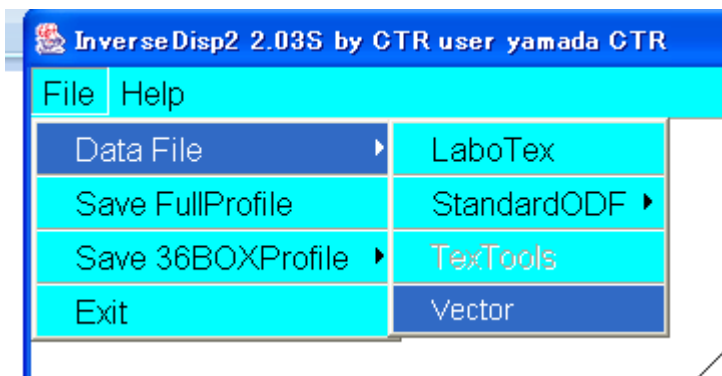 InverseDisp2 2.03S by CTR user yamada CTR
File Help
Data File
LaboTex
Save FullProfile
StandardODF
Save 36BOXProfile
TexTools
Exit
Vector